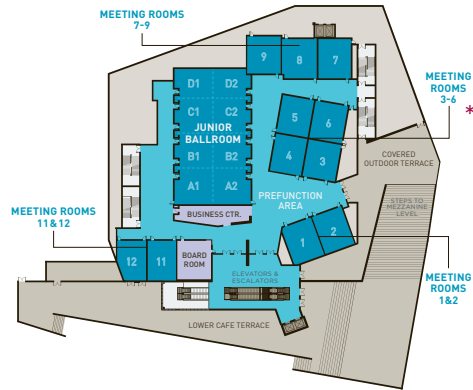 MEETING ROOMS
7-9
9
8
7
MEETING
ROOMS
3-6
*
D1
D2
C1
C2
JUNIOR
BALLROOM
B1
B2
A1
A2
5
6
4
3
COVERED
OUTDOOR TERRACE
PREFUNCTION
AREA
STEPS TO
MEZZANINE
LEVEL
BUSINESS CTR.
MEETING ROOMS
11 & 12
1
2
12
11
BOARD
ROOM
ELEVATORS &
ESCALATORS
MEETING
ROOMS
1&2
LOWER CAFE TERRACE